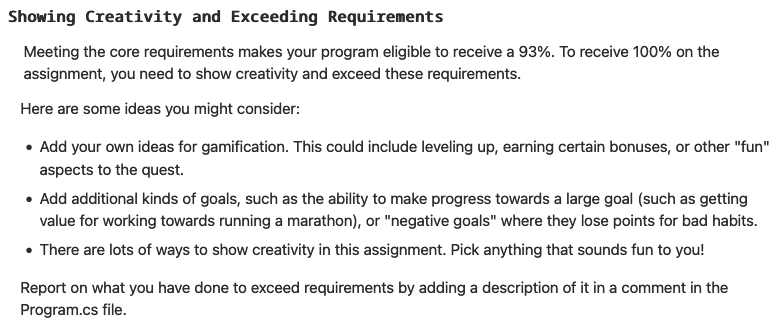 Showing Creativity and Exceeding Requirements
Meeting the core requirements makes your program eligible to receive a 93%. To receive 100% on the
assignment, you need to show creativity and exceed these requirements.
Here are some ideas you might consider:
• Add your own ideas for gamification. This could include leveling up, earning certain bonuses, or other "fun"
aspects to the quest.
• Add additional kinds of goals, such as the ability to make progress towards a large goal (such as getting
value for working towards running a marathon), or "negative goals" where they lose points for bad habits.
• There are lots of ways to show creativity in this assignment. Pick anything that sounds fun to you!
Report on what you have done to exceed requirements by adding a description of it in a comment in the
Program.cs file.